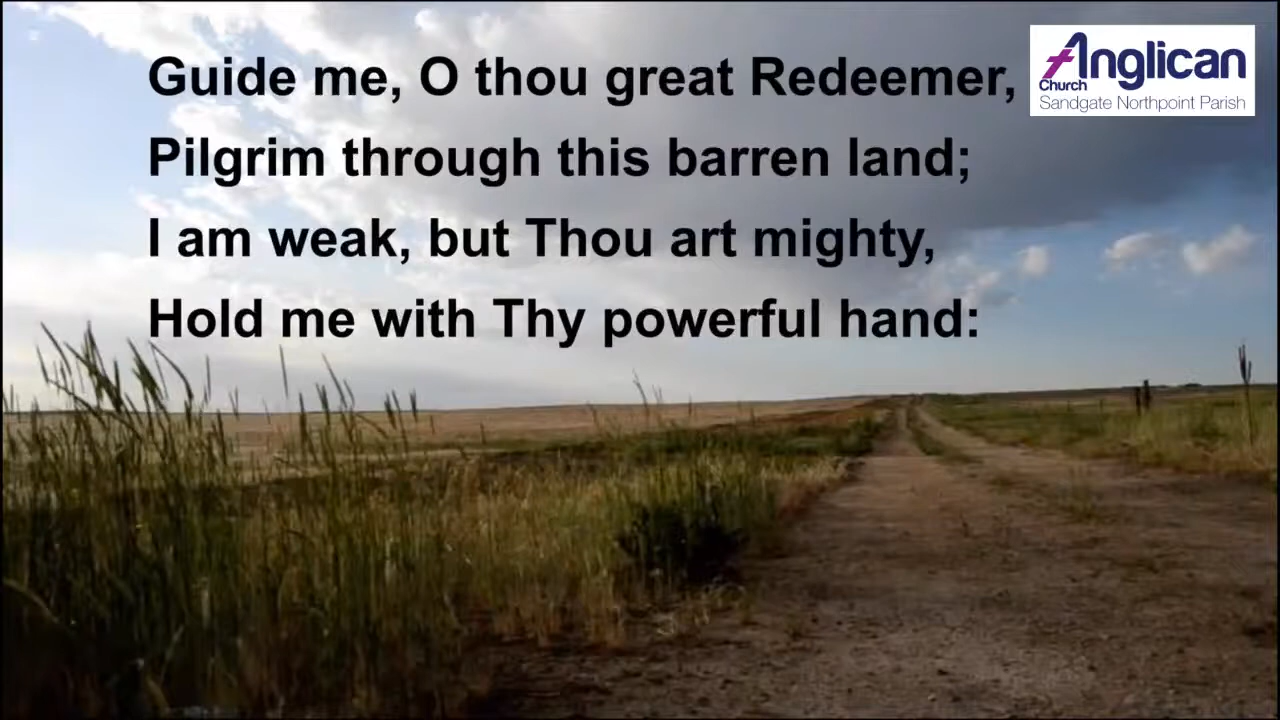 Guide me, O thou great Redeemer,
Pilgrim through this barren land;
I am weak, but Thou art mighty,
Hold me with Thy powerful hand:
Anglican
Church
Sandgate Northpoint Parish